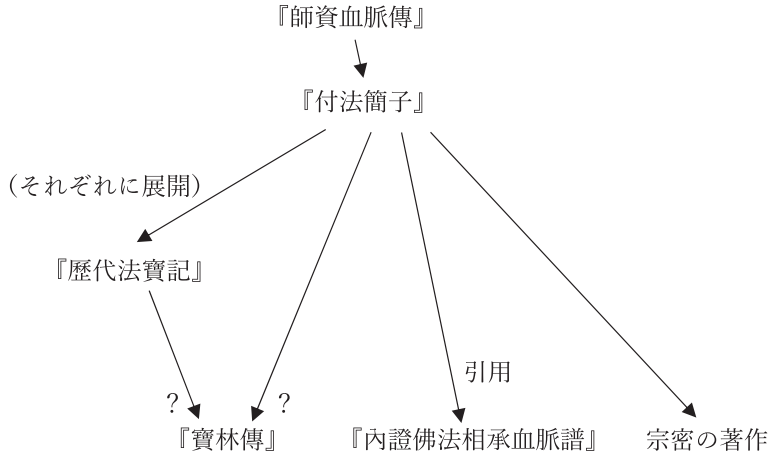 『師資血脈傳』
『付法簡子』
（それぞれに展開）
『歷代法寶記』
引用
？
？
『寶林傳』
『內證佛法相承血脈譜』
宗密の著作